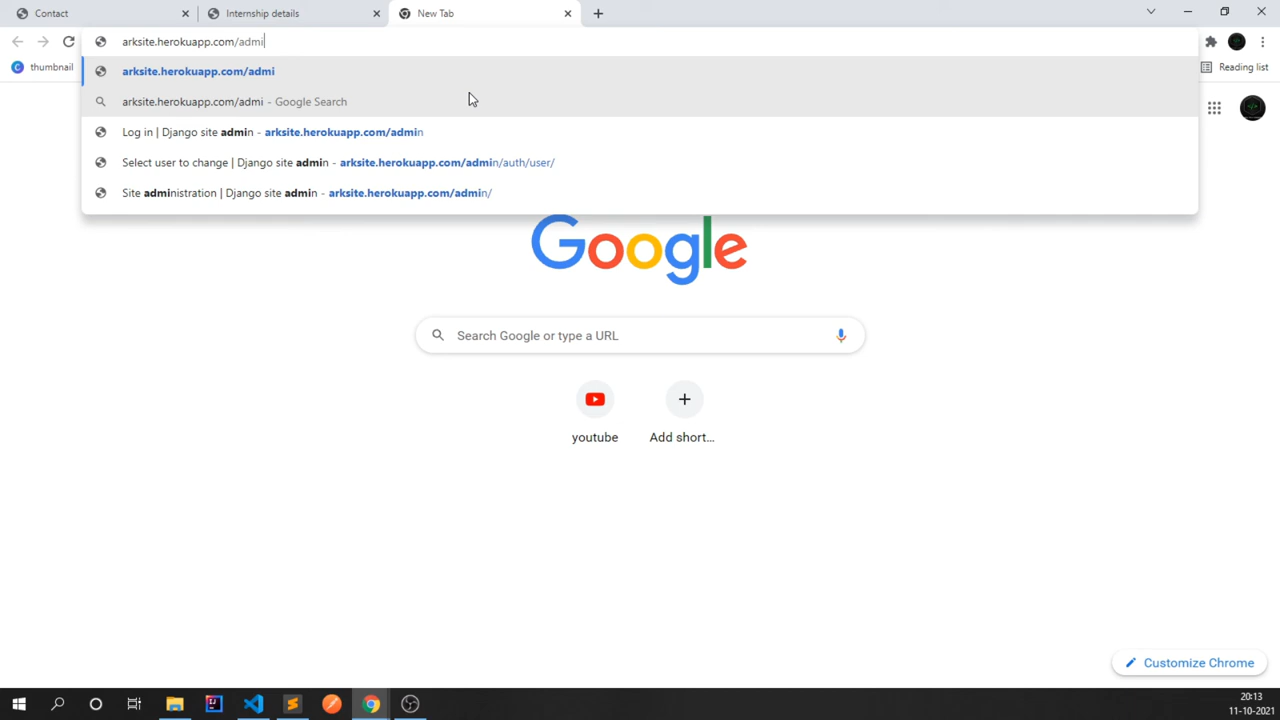 Contact
Internship details
New Tab
arksite.herokuapp.com/admi
thumbnail
Reading list
arksite.herokuapp.com/admi
arksite.herokuapp.com/admi - Google Search
Log in | Django site admin - arksite.herokuapp.com/admin
Select user to change | Django site admin - arksite.herokuapp.com/admin/auth/user/
Site administration | Django site admin - arksite.herokuapp.com/admin/
Google
Search Google or type a URL
youtube
Add short...
Customize Chrome
20:13
11-10-2021